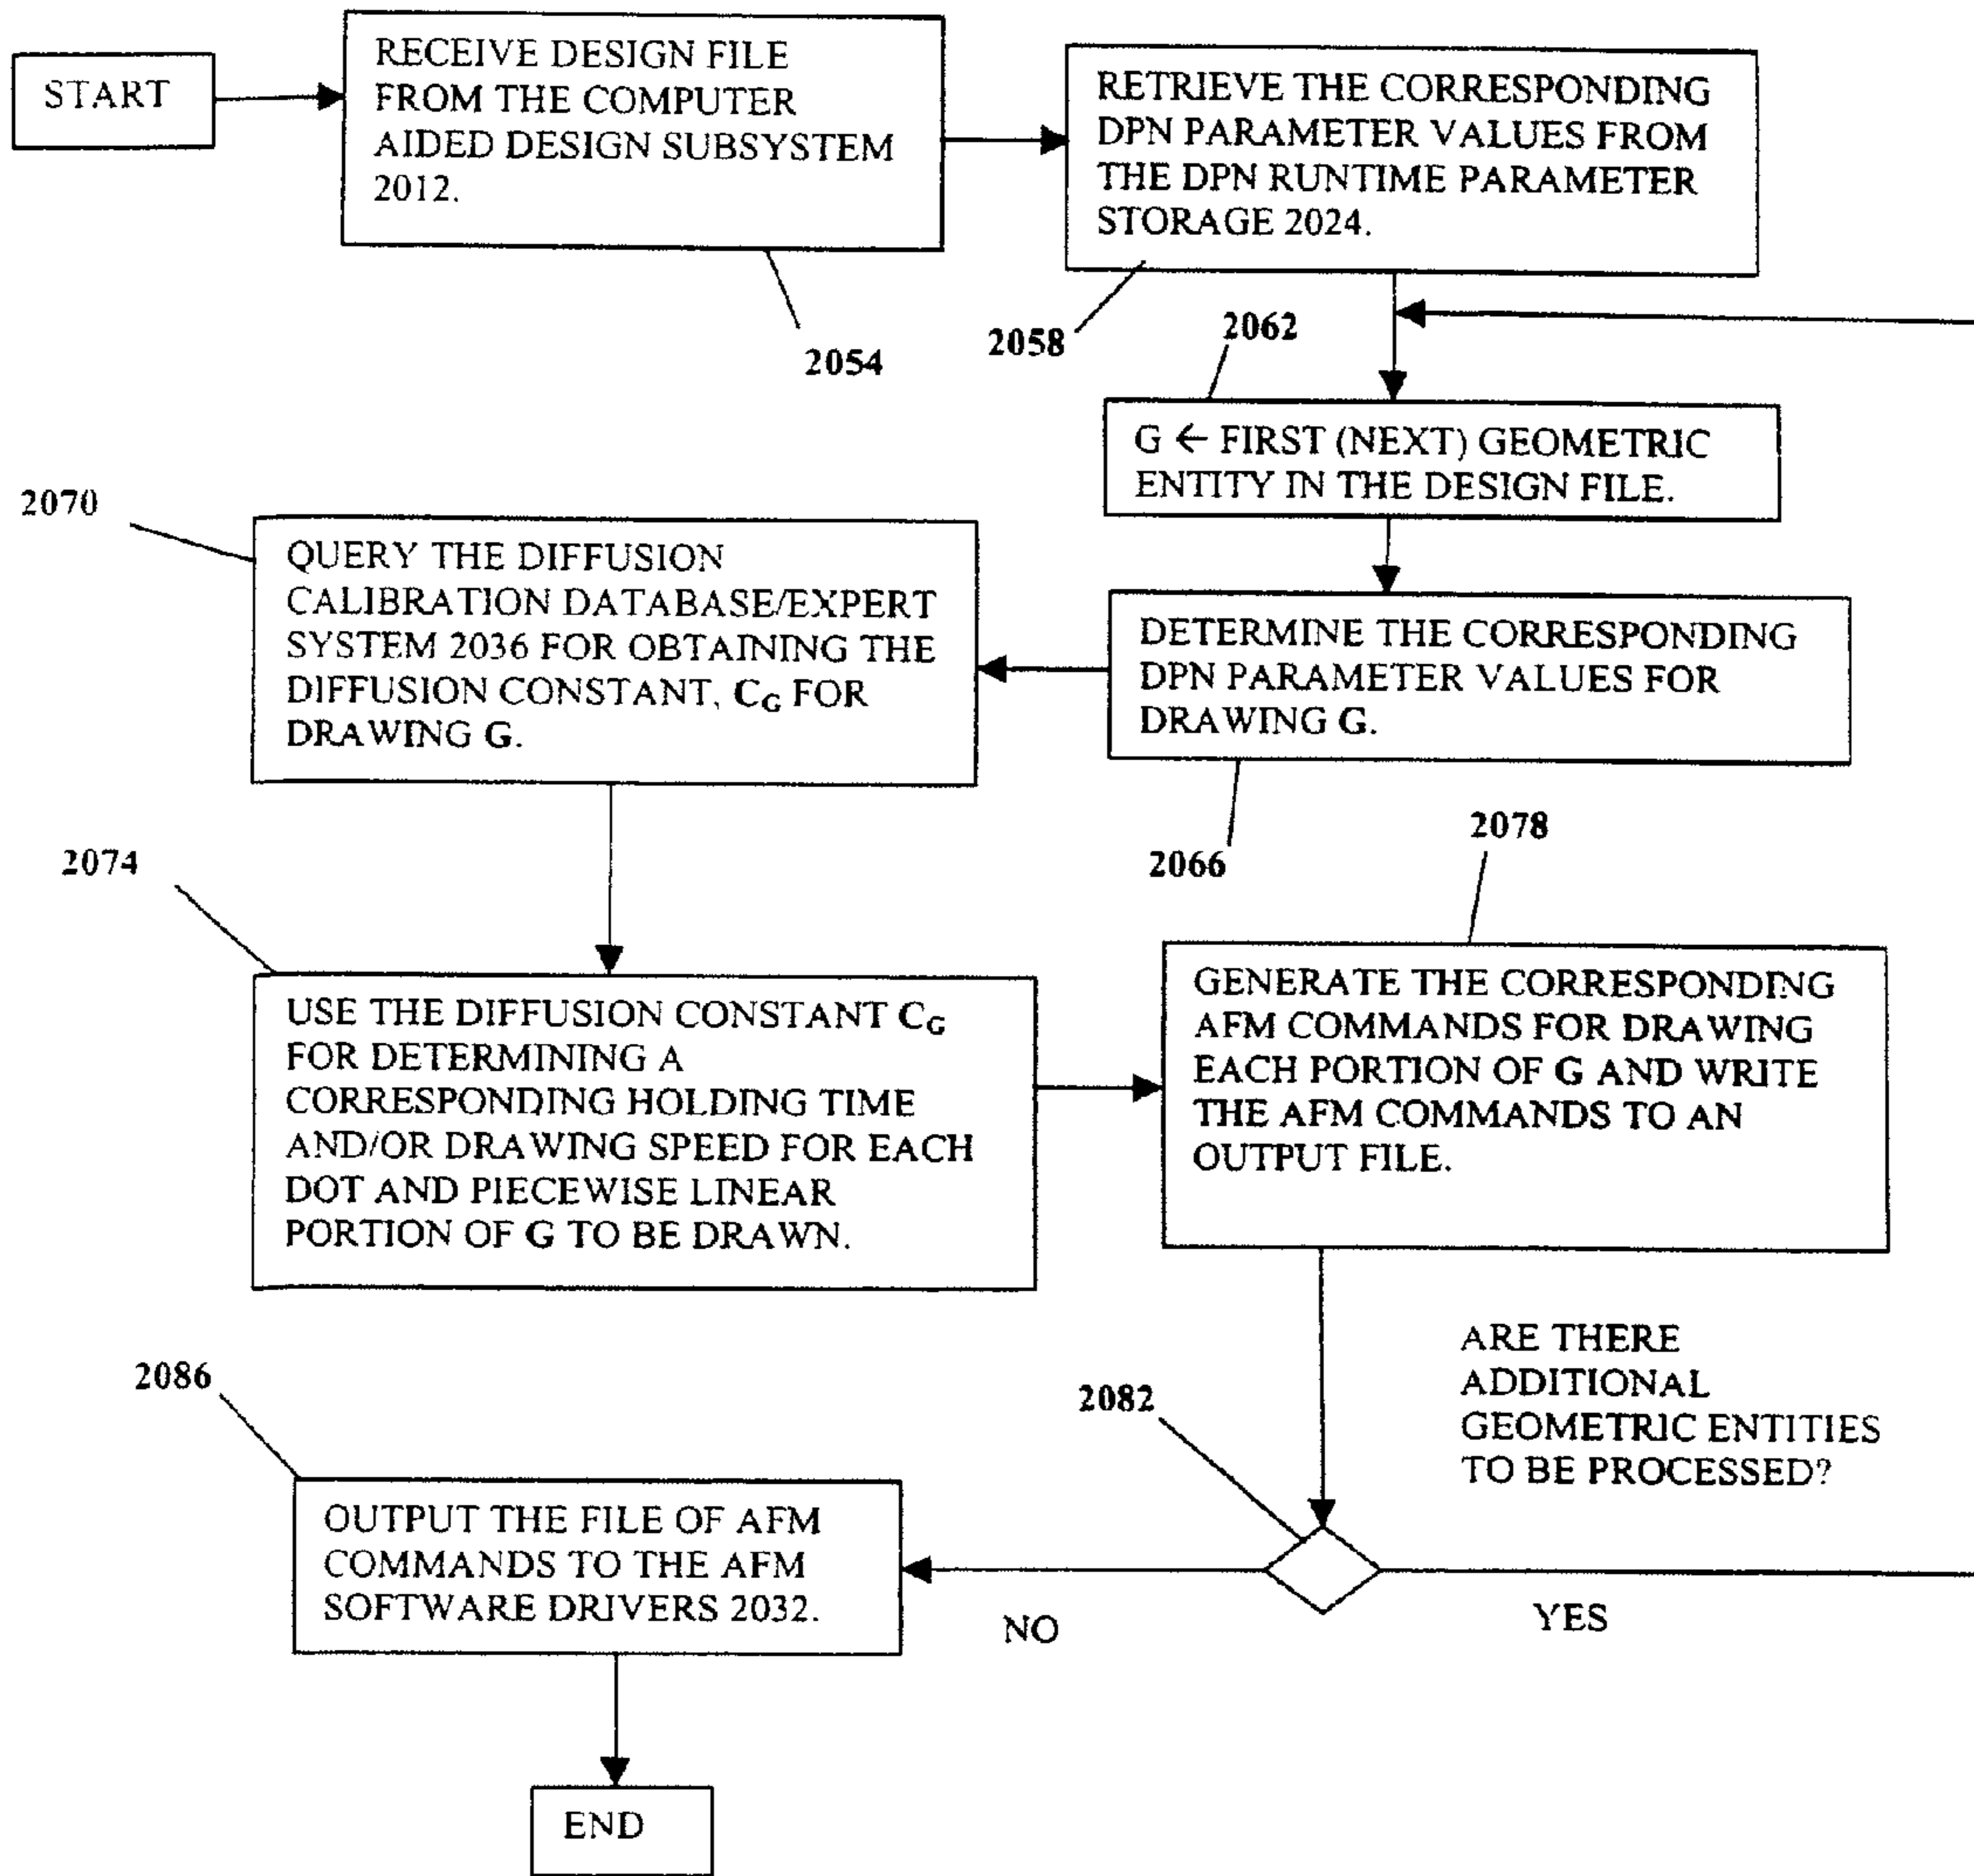 START
RECEIVE DESIGN FILE
FROM THE COMPUTER
AIDED DESIGN SUBSYSTEM
2012.
2054
RETRIEVE THE CORRESPONDING
DPN PARAMETER VALUES FROM
THE DPN RUNTIME PARAMETER
STORAGE 2024.
2058
2062
G ← FIRST (NEXT) GEOMETRIC
ENTITY IN THE DESIGN FILE.
DETERMINE THE CORRESPONDING
DPN PARAMETER VALUES FOR
DRAWING G.
2066
2070
QUERY THE DIFFUSION
CALIBRATION DATABASE/EXPERT
SYSTEM 2036 FOR OBTAINING THE
DIFFUSION CONSTANT, CG FOR
DRAWING G.
2074
USE THE DIFFUSION CONSTANT CG
FOR DETERMINING A
CORRESPONDING HOLDING TIME
AND/OR DRAWING SPEED FOR EACH
DOT AND PIECEWISE LINEAR
PORTION OF G TO BE DRAWN.
2078
GENERATE THE CORRESPONDING
AFM COMMANDS FOR DRAWING
EACH PORTION OF G AND WRITE
THE AFM COMMANDS TO AN
OUTPUT FILE.
ARE THERE
ADDITIONAL
GEOMETRIC ENTITIES
TO BE PROCESSED?
2082
YES
NO
2086
OUTPUT THE FILE OF AFM
COMMANDS TO THE AFM
SOFTWARE DRIVERS 2032.
END